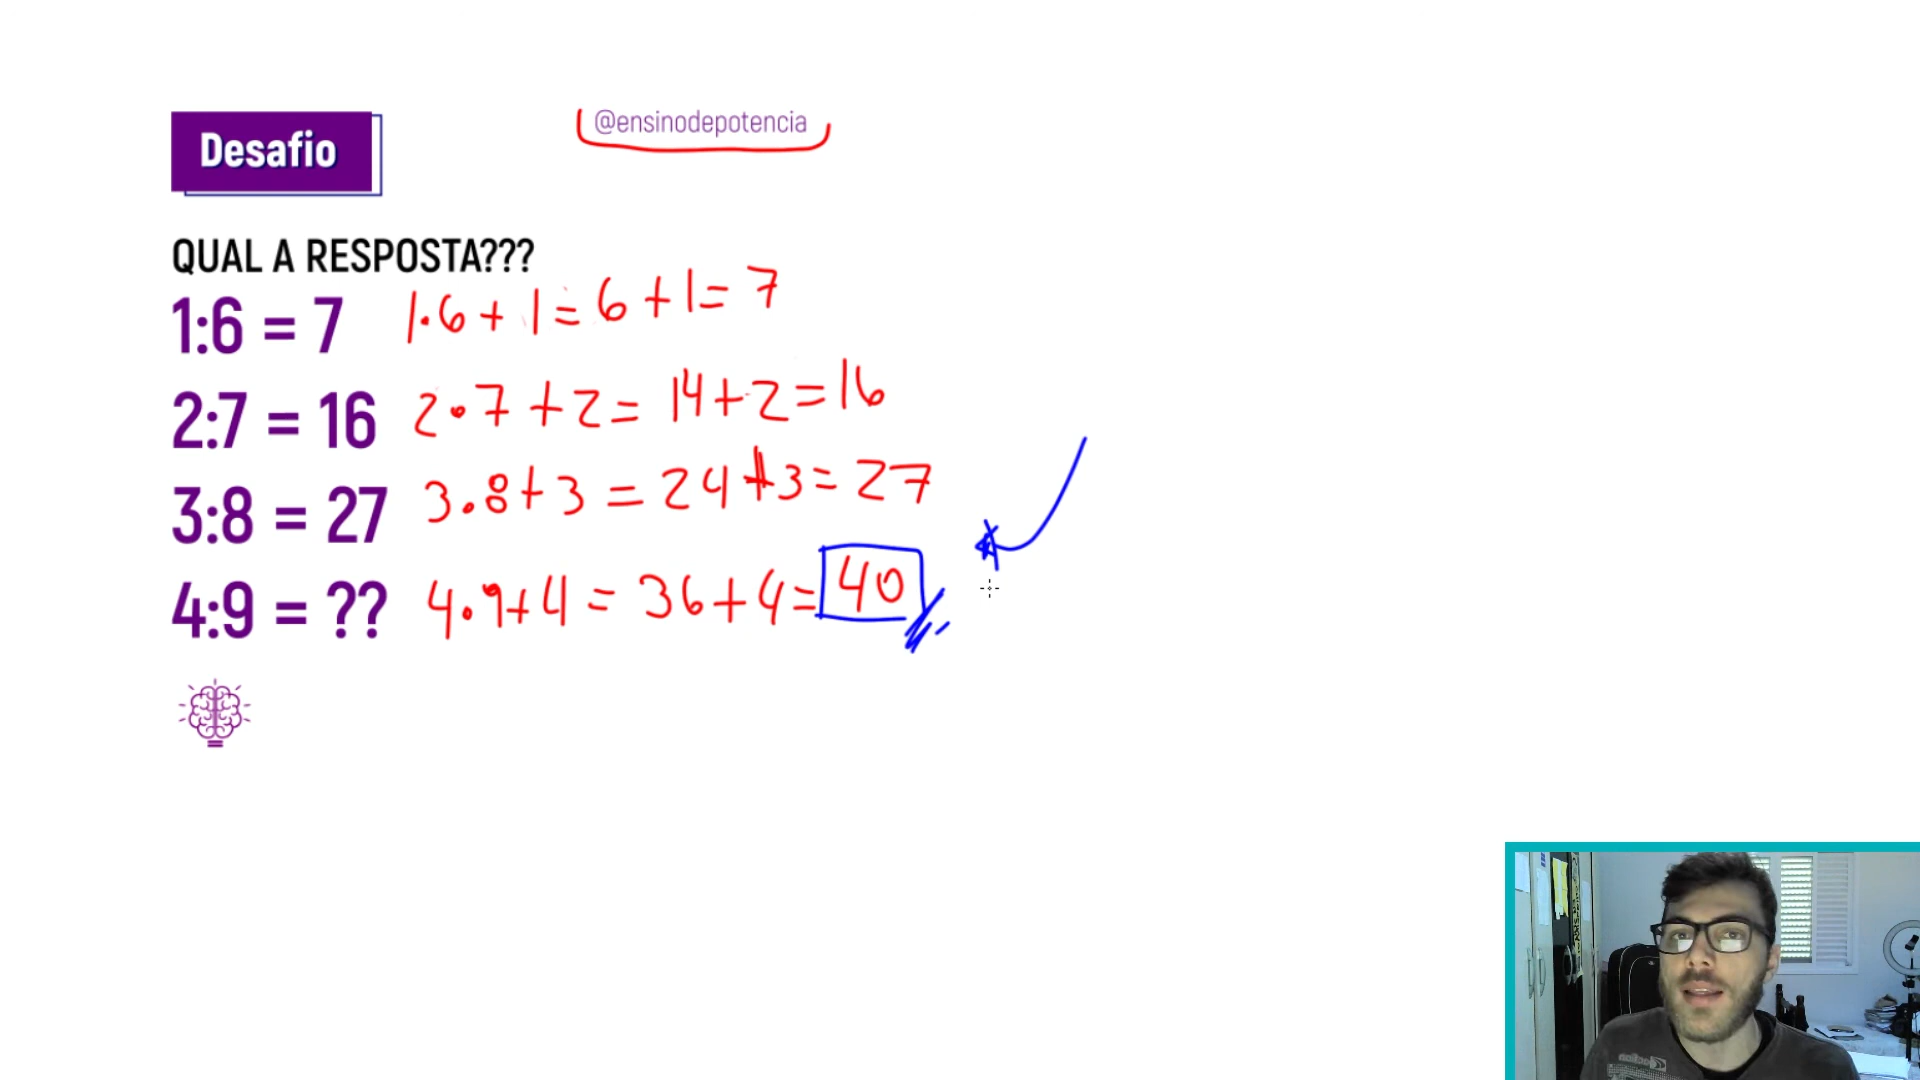 Desafio
@ensinodepotencia
QUAL A RESPOSTA???
1:6 = 7
1.6 + 1 = 6 + 1 = 7
2:7 = 16
2.7 + 2 = 14 + 2 = 16
3:8 = 27
3.8 + 3 = 24 + 3 = 27
4:9 = ??
4.9 + 4 = 36 + 4 = 40